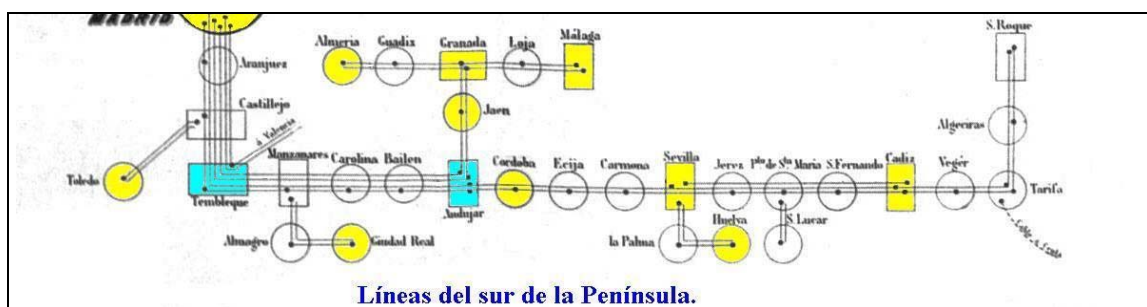 MADRID
S. Roque
Almeria Guadix Granada Loja Málaga
Aranjuez
Castillejo
Jaen
Algeciras
á Valencia
Toledo
Tembleque
Manzanares Carolina Bailen
Andujar
Cordoba Ecija Carmona Sevilla Jerez Pto de Sta Maria S. Fernando Cadiz Veger
Tarifa
Almagro Ciudad Real
la Palma Huelva S. Lucar
Líneas del sur de la Península.